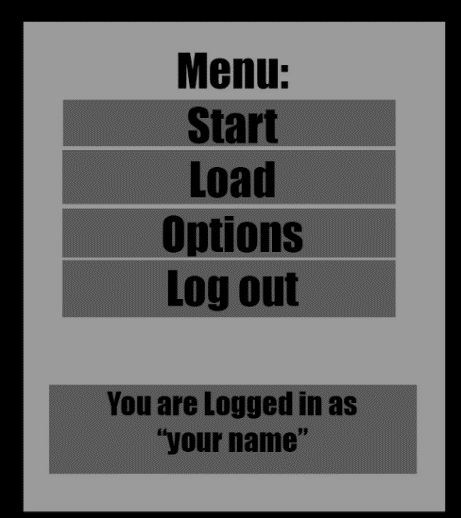 Menu:
Start
Load
Options
Log out
You are Logged in as
“your name”